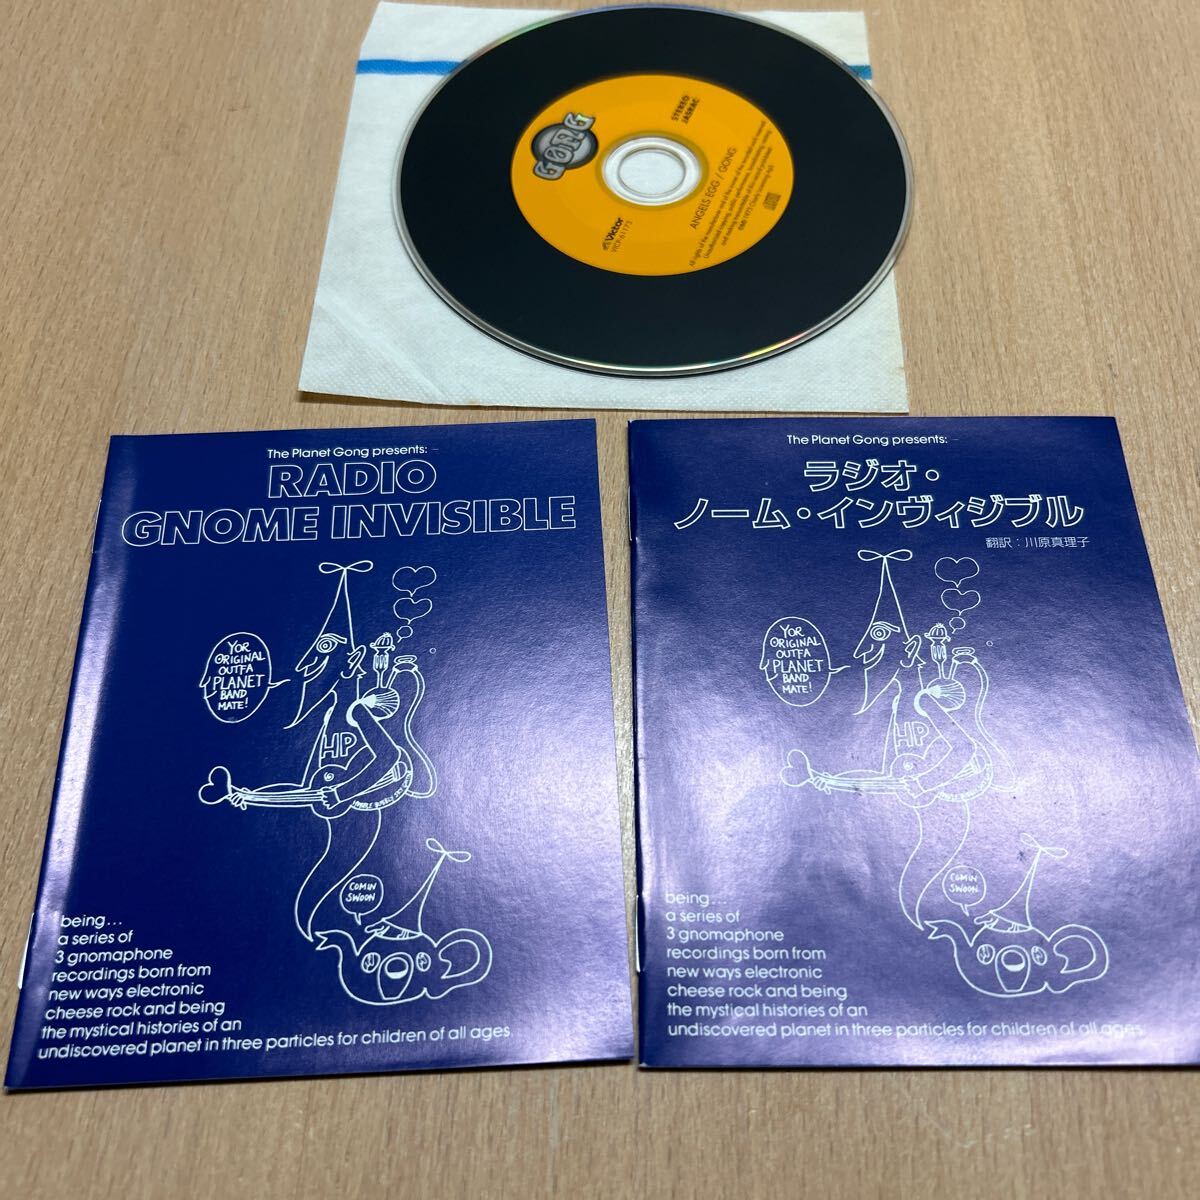 GONG
STEREO
JASRAC
Victor
VICP-61173
ANGELS EGG / GONG
The Planet Gong presents:
RADIO
GNOME INVISIBLE
YOR
ORIGINAL
OUTFA
PLANET
BAND
MATE!
HP
COM IN
SWOON
being...
a series of
3 gnomaphone
recordings born from
new ways electronic
cheese rock and being
the mystical histories of an
undiscovered planet in three particles for children of all ages.
The Planet Gong presents:
ラジオ・
ノーム・インヴィジブル
翻訳：川原真理子
YOR
ORIGINAL
OUTFA
PLANET
BAND
MATE!
HP
COM IN
SWOON
being...
a series of
3 gnomaphone
recordings born from
new ways electronic
cheese rock and being
the mystical histories of an
undiscovered planet in three particles for children of all ages.